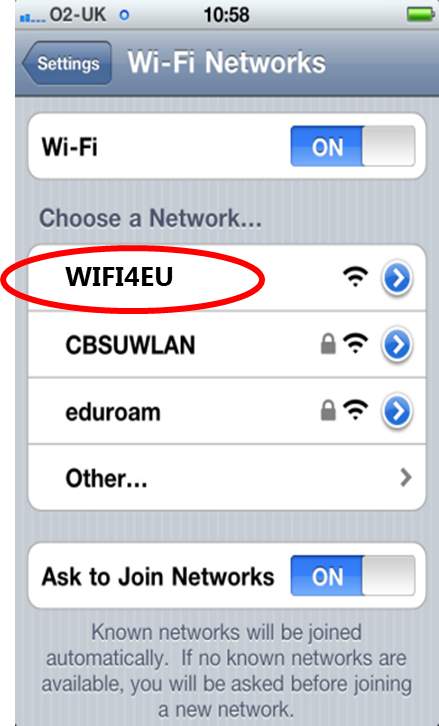 O2-UK 10:58
Settings Wi-Fi Networks
Wi-Fi ON
Choose a Network...
WIFI4EU
CBSUWLAN
eduroam
Other...
Ask to Join Networks ON
Known networks will be joined
automatically. If no known networks are
available, you will be asked before joining
a new network.